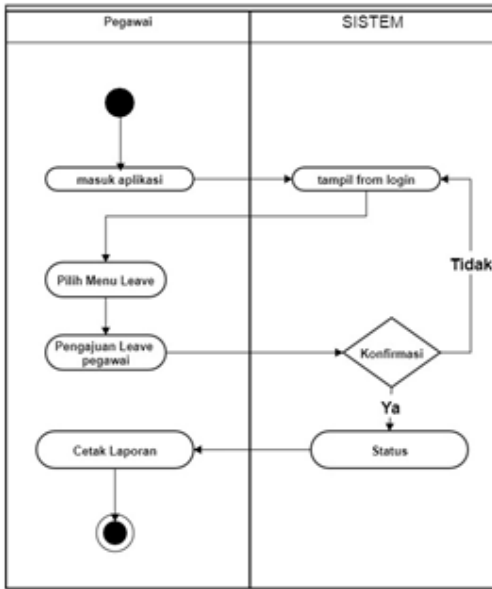 Pegawai
SISTEM
masuk aplikasi
tampil from login
Tidak
Pilih Menu Leave
Pengajuan Leave
pegawai
Konfirmasi
Ya
Cetak Laporan
Status